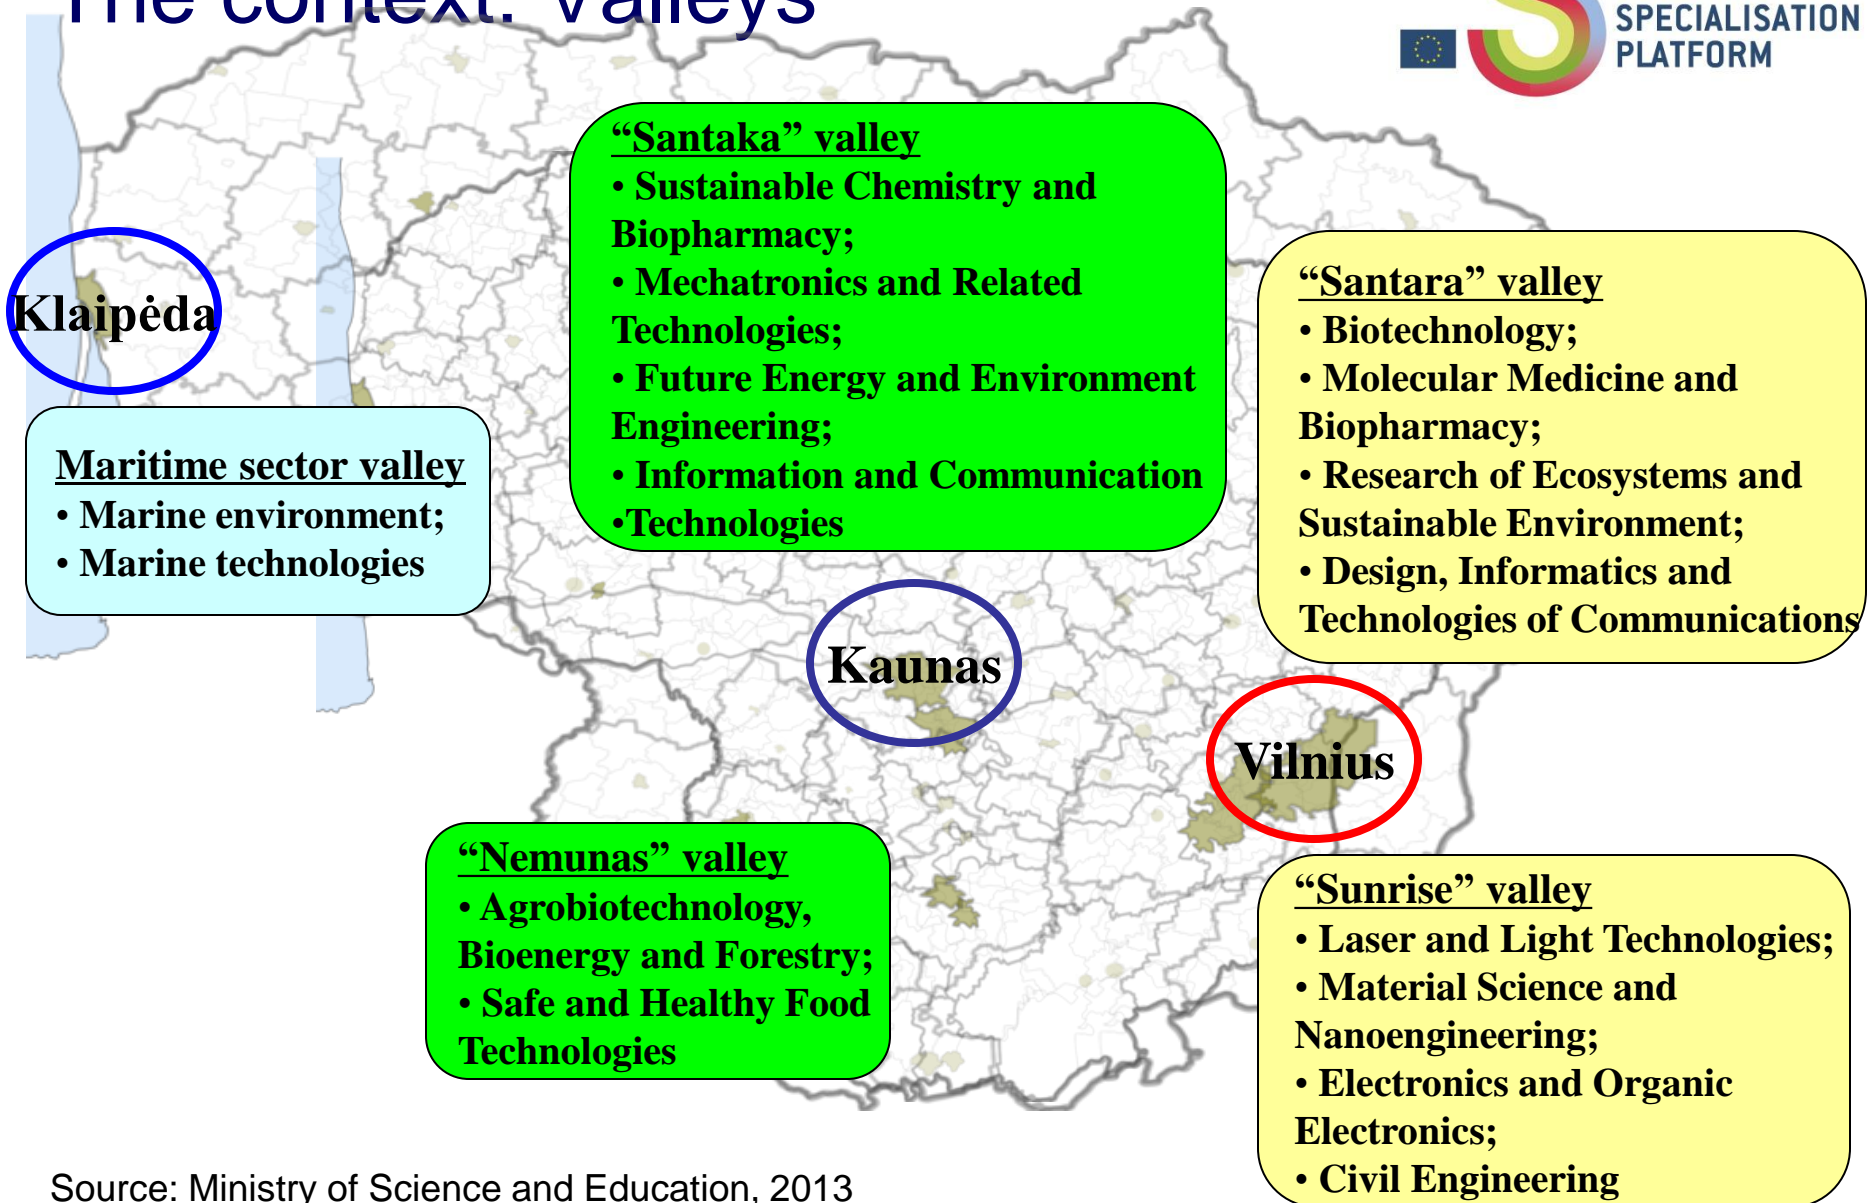 The context: Valleys
SPECIALISATION
PLATFORM
“Santaka” valley
• Sustainable Chemistry and
Biopharmacy;
• Mechatronics and Related
Technologies;
• Future Energy and Environment
Engineering;
• Information and Communication
•Technologies
“Santara” valley
• Biotechnology;
• Molecular Medicine and
Biopharmacy;
• Research of Ecosystems and
Sustainable Environment;
• Design, Informatics and
Technologies of Communications
Klaipėda
Maritime sector valley
• Marine environment;
• Marine technologies
Kaunas
Vilnius
“Nemunas” valley
• Agrobiotechnology,
Bioenergy and Forestry;
• Safe and Healthy Food
Technologies
“Sunrise” valley
• Laser and Light Technologies;
• Material Science and
Nanoengineering;
• Electronics and Organic
Electronics;
• Civil Engineering
Source: Ministry of Science and Education, 2013